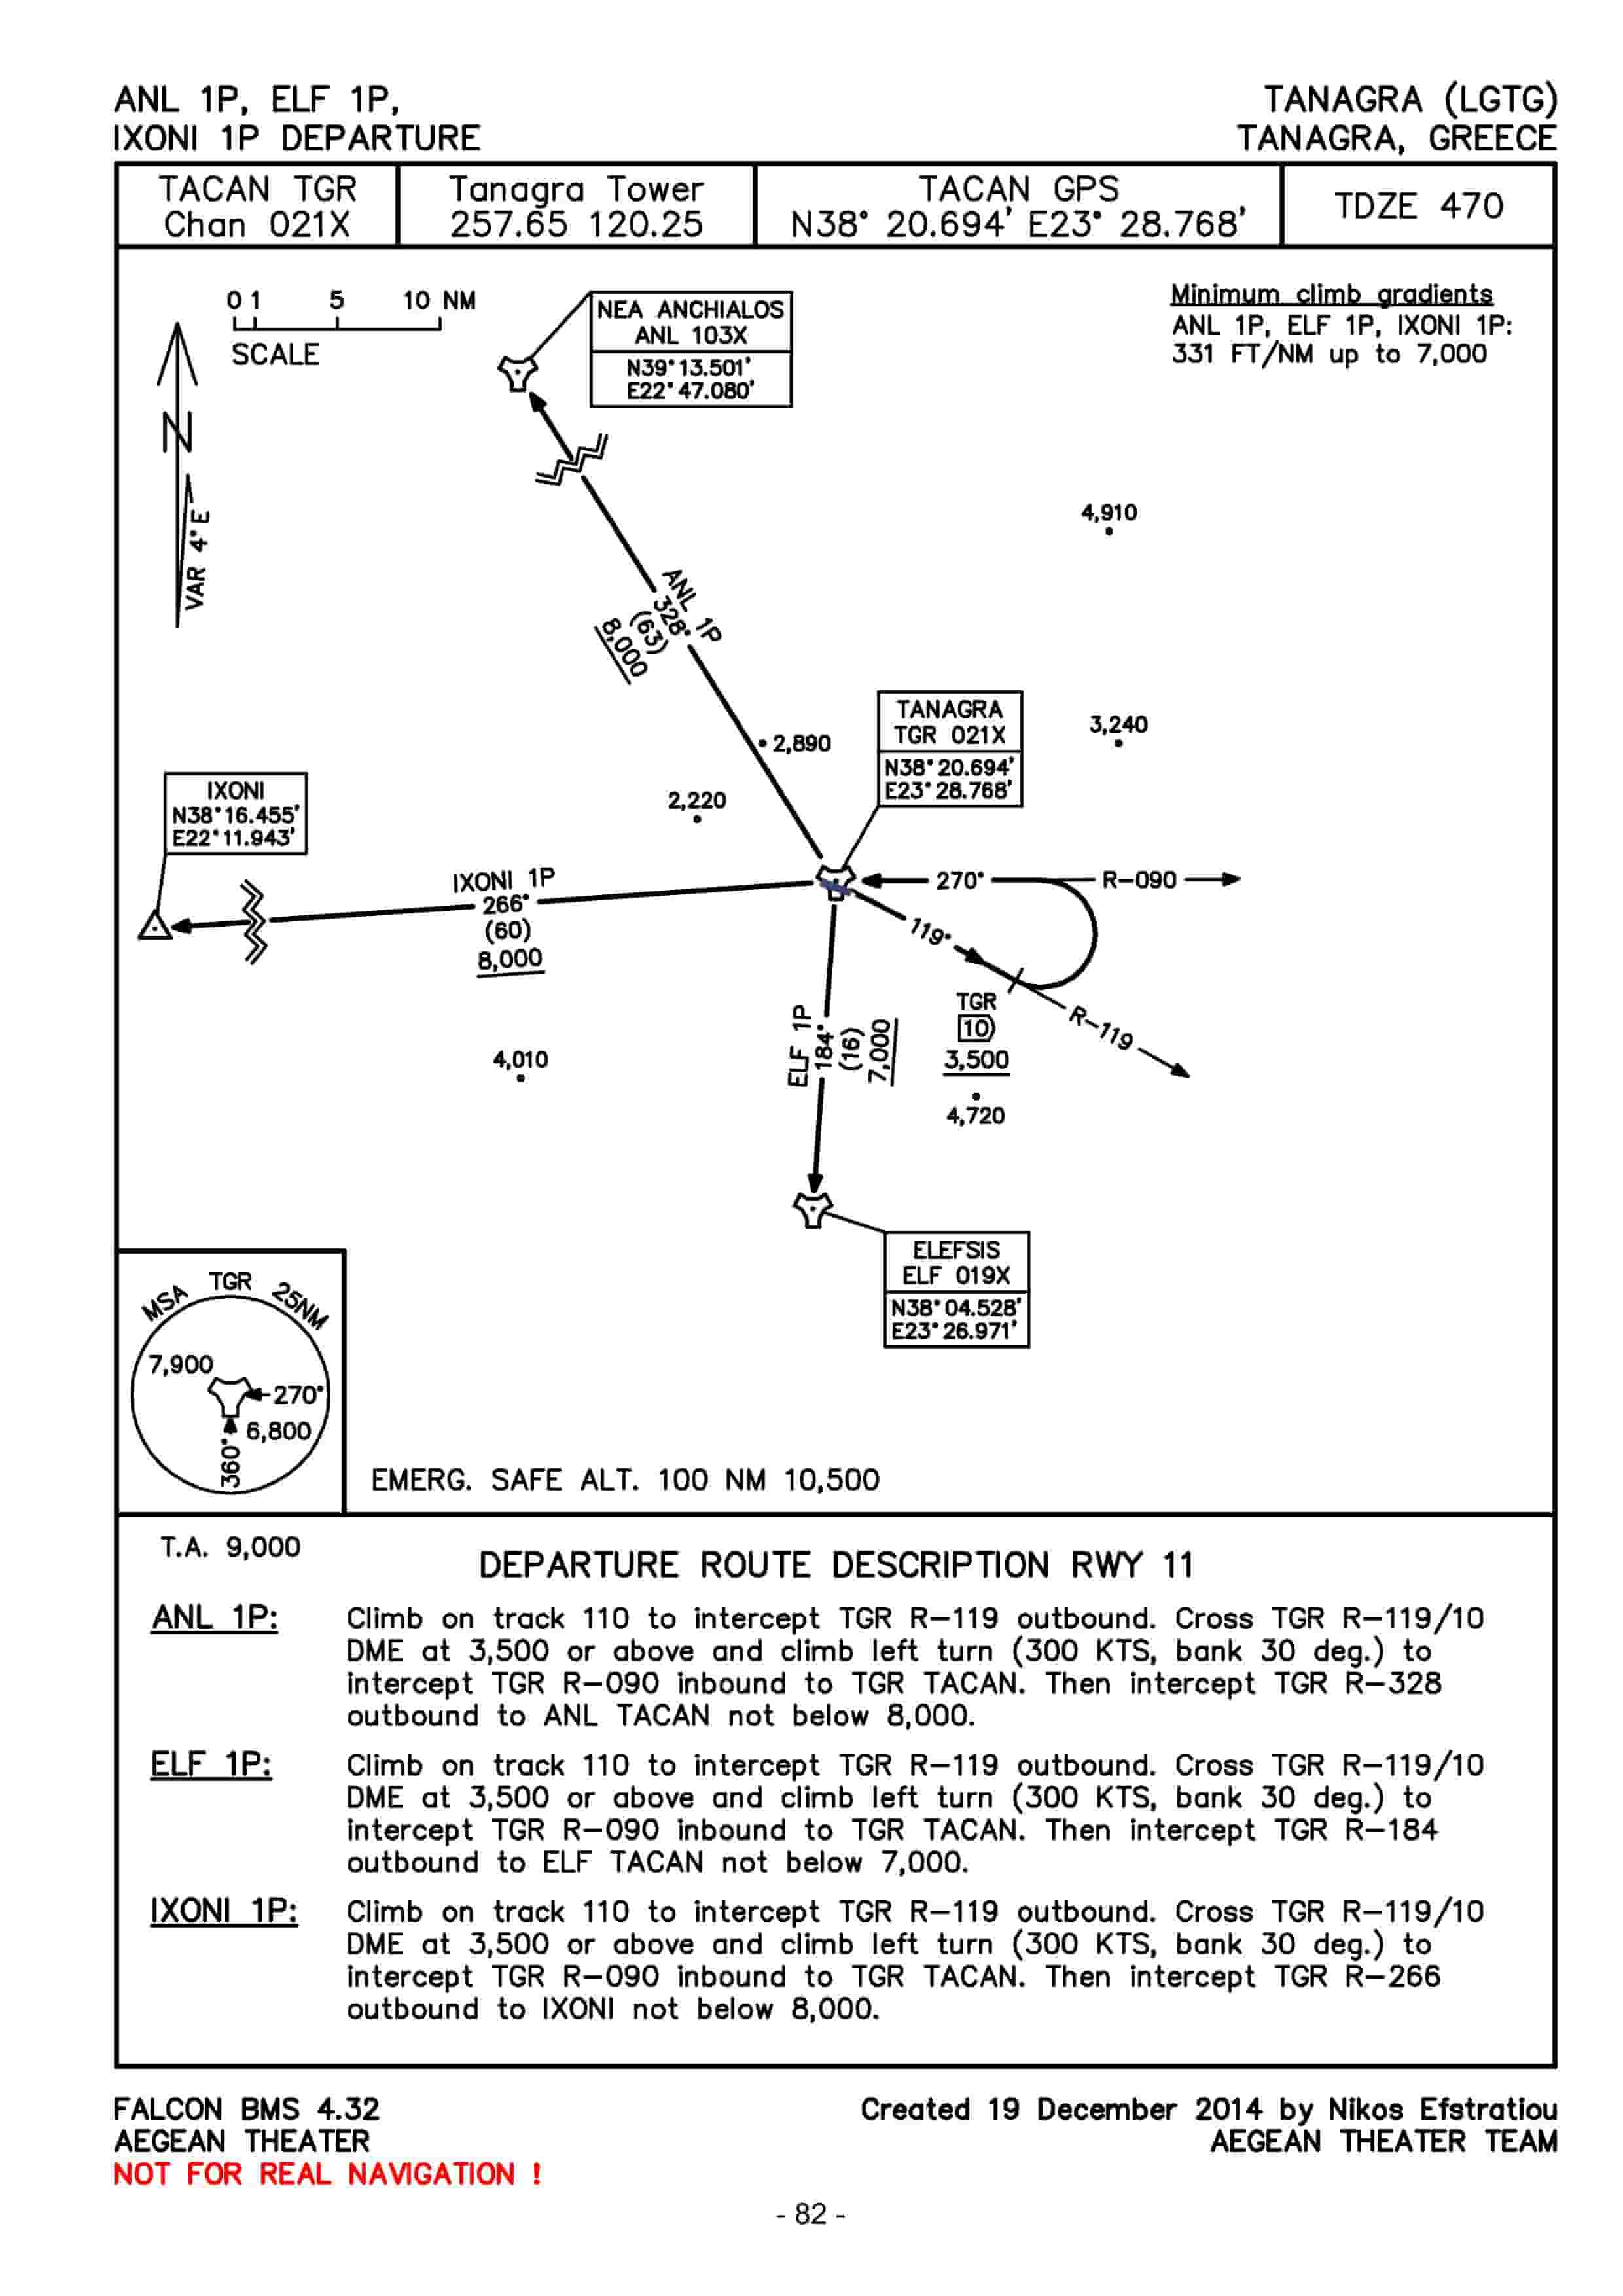 ANL 1P, ELF 1P,
IXONI 1P DEPARTURE
TANAGRA (LGTG)
TANAGRA, GREECE
TACAN TGR
Chan 021X
Tanagra Tower
257.65 120.25
TACAN GPS
N38° 20.694' E23° 28.768'
TDZE 470
0 1 5 10 NM
SCALE
N
VAR 4°E
NEA ANCHIALOS
ANL 103X
N39°13.501'
E22°47.080'
Minimum climb gradients
ANL 1P, ELF 1P, IXONI 1P:
331 FT/NM up to 7,000
4,910
ANL 1P
328°
(63)
8,000
2,890
2,220
TANAGRA
TGR 021X
N38°20.694'
E23°28.768'
3,240
IXONI
N38°16.455'
E22°11.943'
IXONI 1P
266°
(60)
8,000
270°
R-090
119°
R-119
TGR
10
3,500
4,720
ELF 1P
184°
(16)
7,000
4,010
ELEFSIS
ELF 019X
N38°04.528'
E23°26.971'
MSA TGR 25NM
7,900
270°
6,800
360°
EMERG. SAFE ALT. 100 NM 10,500
T.A. 9,000
DEPARTURE ROUTE DESCRIPTION RWY 11
ANL 1P: Climb on track 110 to intercept TGR R-119 outbound. Cross TGR R-119/10
DME at 3,500 or above and climb left turn (300 KTS, bank 30 deg.) to
intercept TGR R-090 inbound to TGR TACAN. Then intercept TGR R-328
outbound to ANL TACAN not below 8,000.
ELF 1P: Climb on track 110 to intercept TGR R-119 outbound. Cross TGR R-119/10
DME at 3,500 or above and climb left turn (300 KTS, bank 30 deg.) to
intercept TGR R-090 inbound to TGR TACAN. Then intercept TGR R-184
outbound to ELF TACAN not below 7,000.
IXONI 1P: Climb on track 110 to intercept TGR R-119 outbound. Cross TGR R-119/10
DME at 3,500 or above and climb left turn (300 KTS, bank 30 deg.) to
intercept TGR R-090 inbound to TGR TACAN. Then intercept TGR R-266
outbound to IXONI not below 8,000.
FALCON BMS 4.32
AEGEAN THEATER
NOT FOR REAL NAVIGATION !
Created 19 December 2014 by Nikos Efstratiou
AEGEAN THEATER TEAM
- 82 -